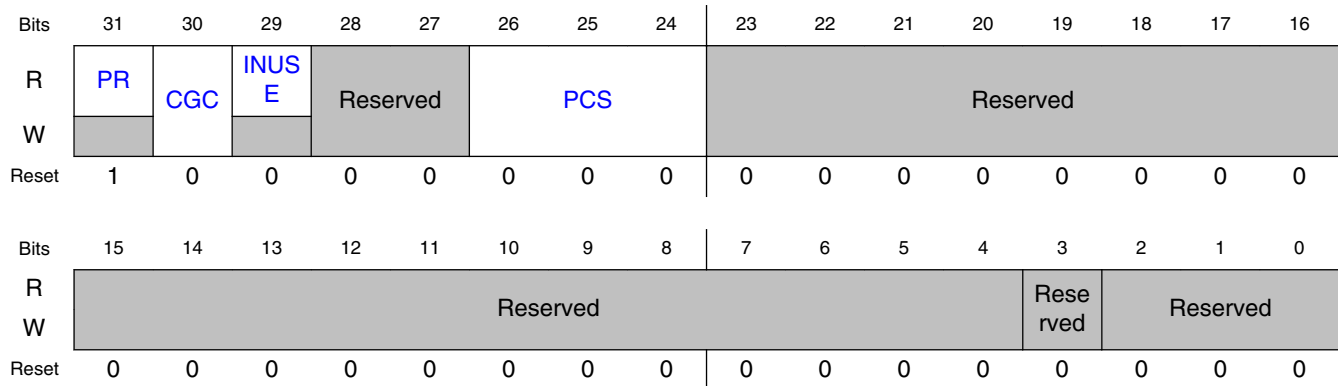 Bits 31 30 29 28 27 26 25 24 23 22 21 20 19 18 17 16
R PR CGC INUS
E Reserved PCS Reserved
W
Reset 1 0 0 0 0 0 0 0 0 0 0 0 0 0 0 0
Bits 15 14 13 12 11 10 9 8 7 6 5 4 3 2 1 0
R Reserved Rese
rved Reserved
W
Reset 0 0 0 0 0 0 0 0 0 0 0 0 0 0 0 0